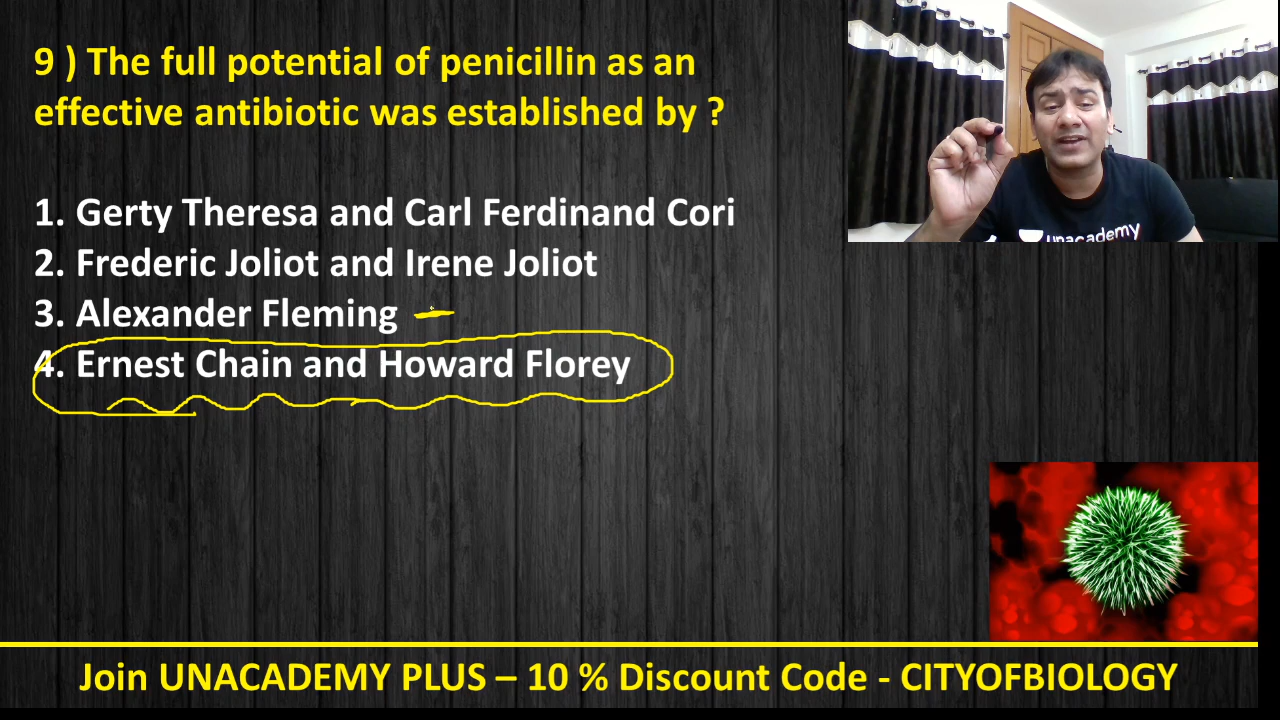 9 ) The full potential of penicillin as an
effective antibiotic was established by ?
1. Gerty Theresa and Carl Ferdinand Cori
2. Frederic Joliot and Irene Joliot
3. Alexander Fleming
4. Ernest Chain and Howard Florey
unacademy
Join UNACADEMY PLUS – 10 % Discount Code - CITYOFBIOLOGY